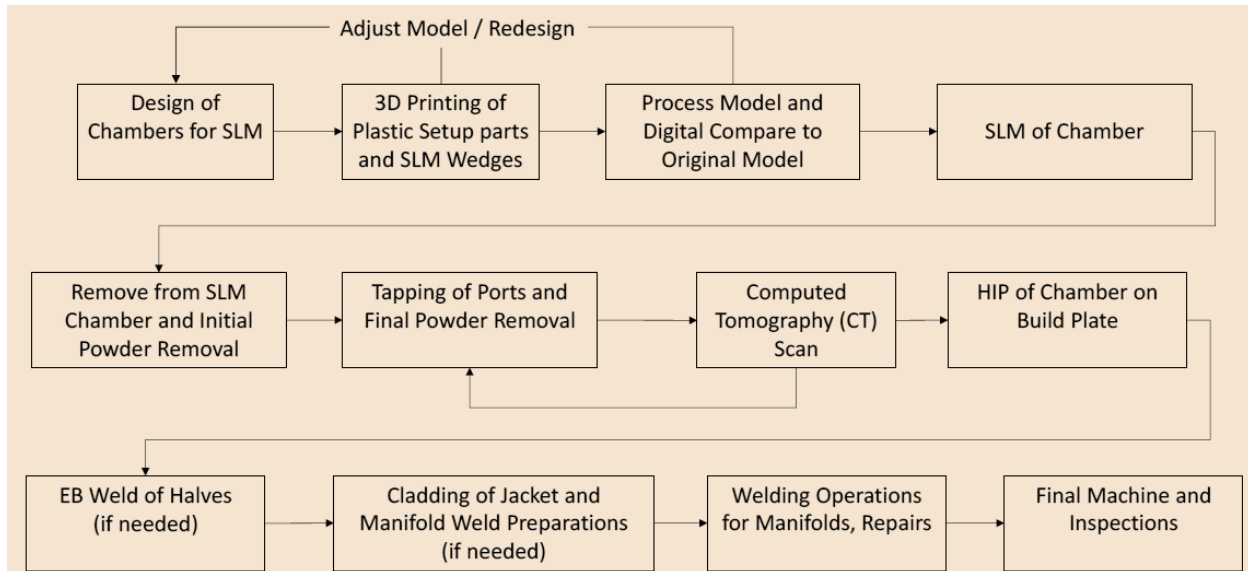 Adjust Model / Redesign
Design of
Chambers for SLM
3D Printing of
Plastic Setup parts
and SLM Wedges
Process Model and
Digital Compare to
Original Model
SLM of Chamber
Remove from SLM
Chamber and Initial
Powder Removal
Tapping of Ports and
Final Powder Removal
Computed
Tomography (CT)
Scan
HIP of Chamber on
Build Plate
EB Weld of Halves
(if needed)
Cladding of Jacket and
Manifold Weld Preparations
(if needed)
Welding Operations
for Manifolds, Repairs
Final Machine and
Inspections